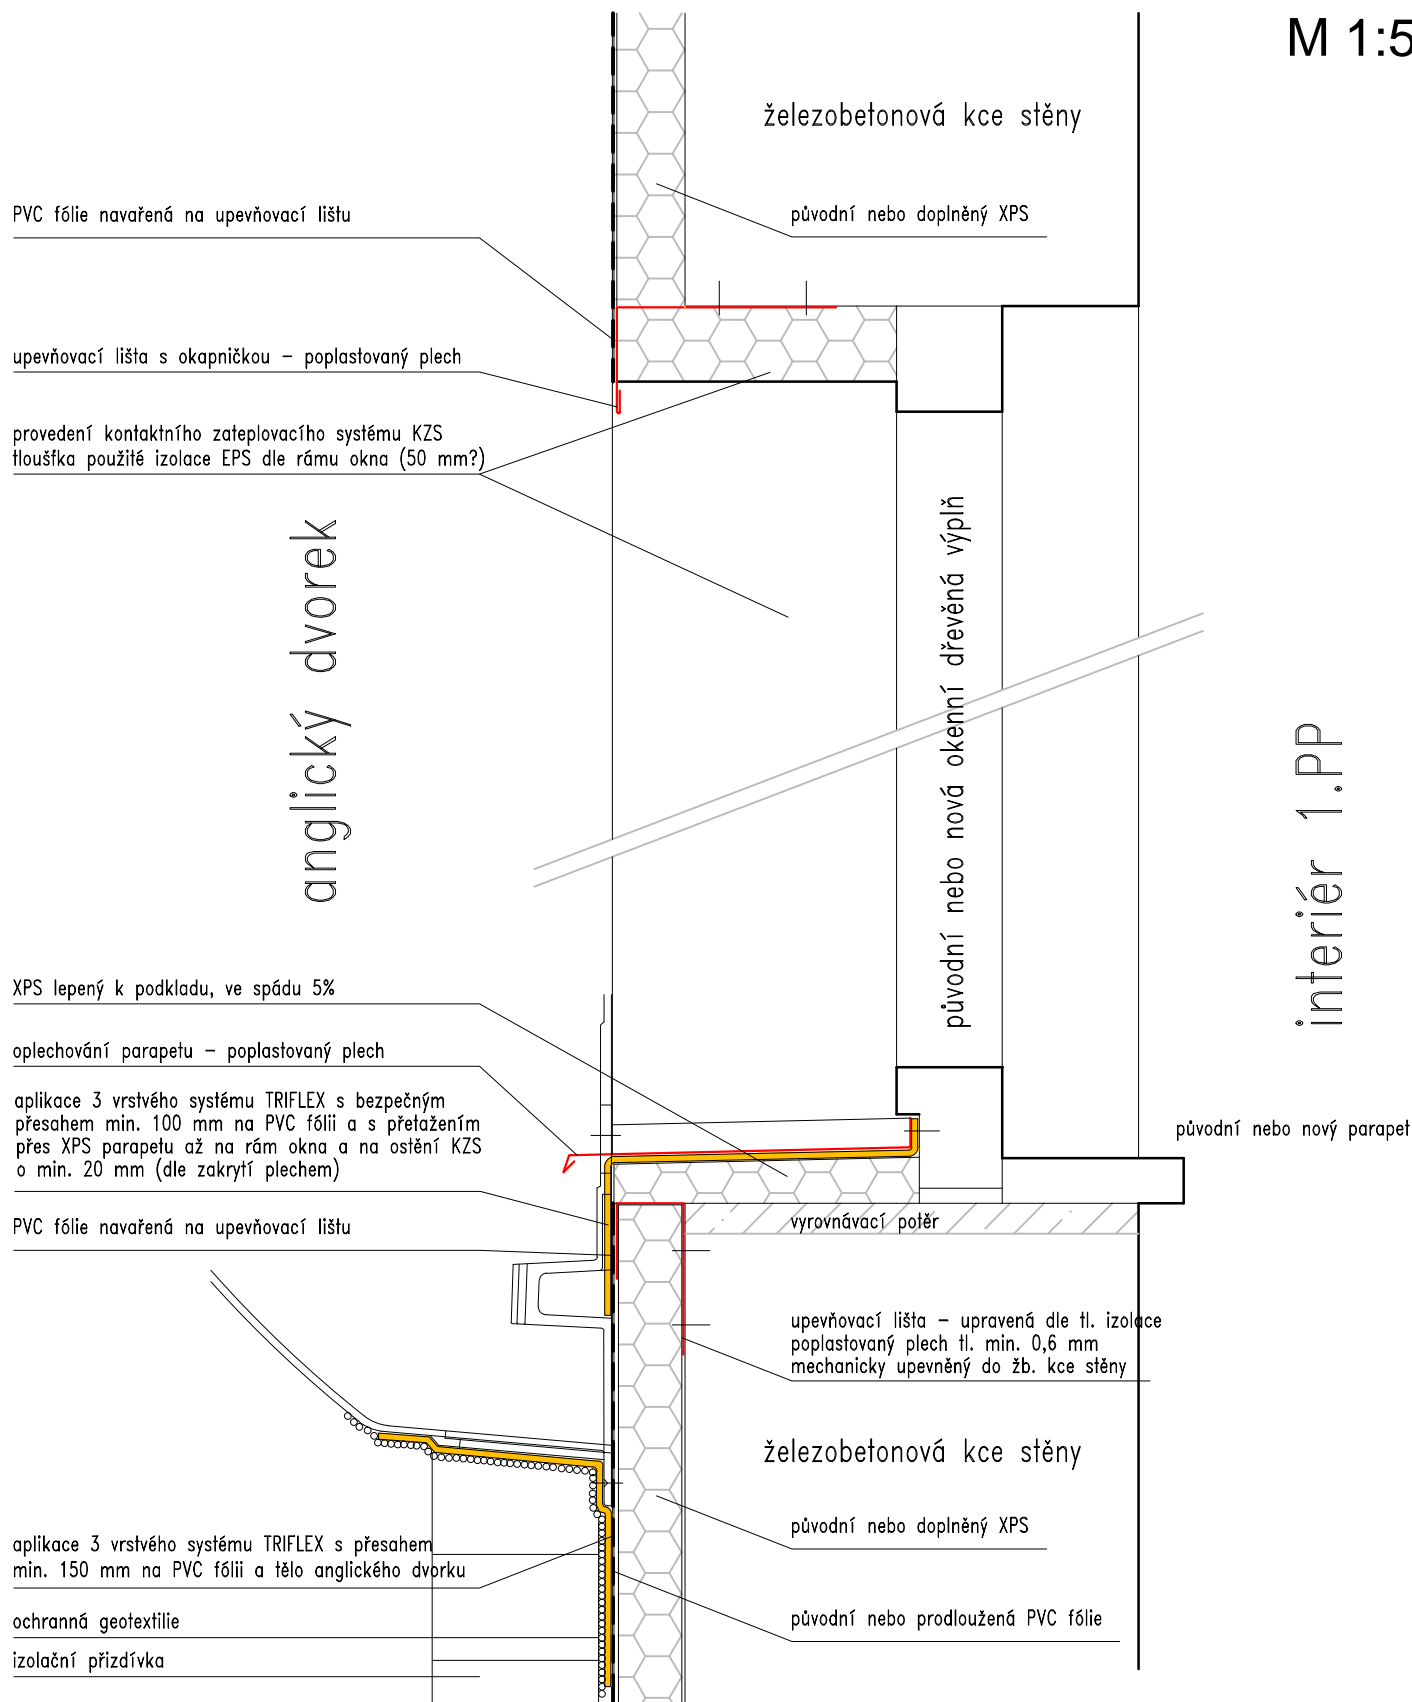 M 1:5
železobetonová kce stěny
PVC fólie navařená na upevňovací lištu
původní nebo doplněný XPS
upevňovací lišta s okapničkou – poplastovaný plech
provedení kontaktního zateplovacího systému KZS
tloušťka použité izolace EPS dle rámu okna (50 mm?)
anglický dvorek
původní nebo nová okenní dřevěná výplň
interiér 1.PP
XPS lepený k podkladu, ve spádu 5%
oplechování parapetu – poplastovaný plech
aplikace 3 vrstvého systému TRIFLEX s bezpečným
přesahem min. 100 mm na PVC fólii a s přetažením
přes XPS parapetu až na rám okna a na ostění KZS
o min. 20 mm (dle zakrytí plechem)
původní nebo nový parapet
PVC fólie navařená na upevňovací lištu
vyrovnávací potěr
upevňovací lišta – upravená dle tl. izolace
poplastovaný plech tl. min. 0,6 mm
mechanicky upevněný do žb. kce stěny
železobetonová kce stěny
původní nebo doplněný XPS
aplikace 3 vrstvého systému TRIFLEX s přesahem
min. 150 mm na PVC fólii a tělo anglického dvorku
původní nebo prodloužená PVC fólie
ochranná geotextilie
izolační přizdívka